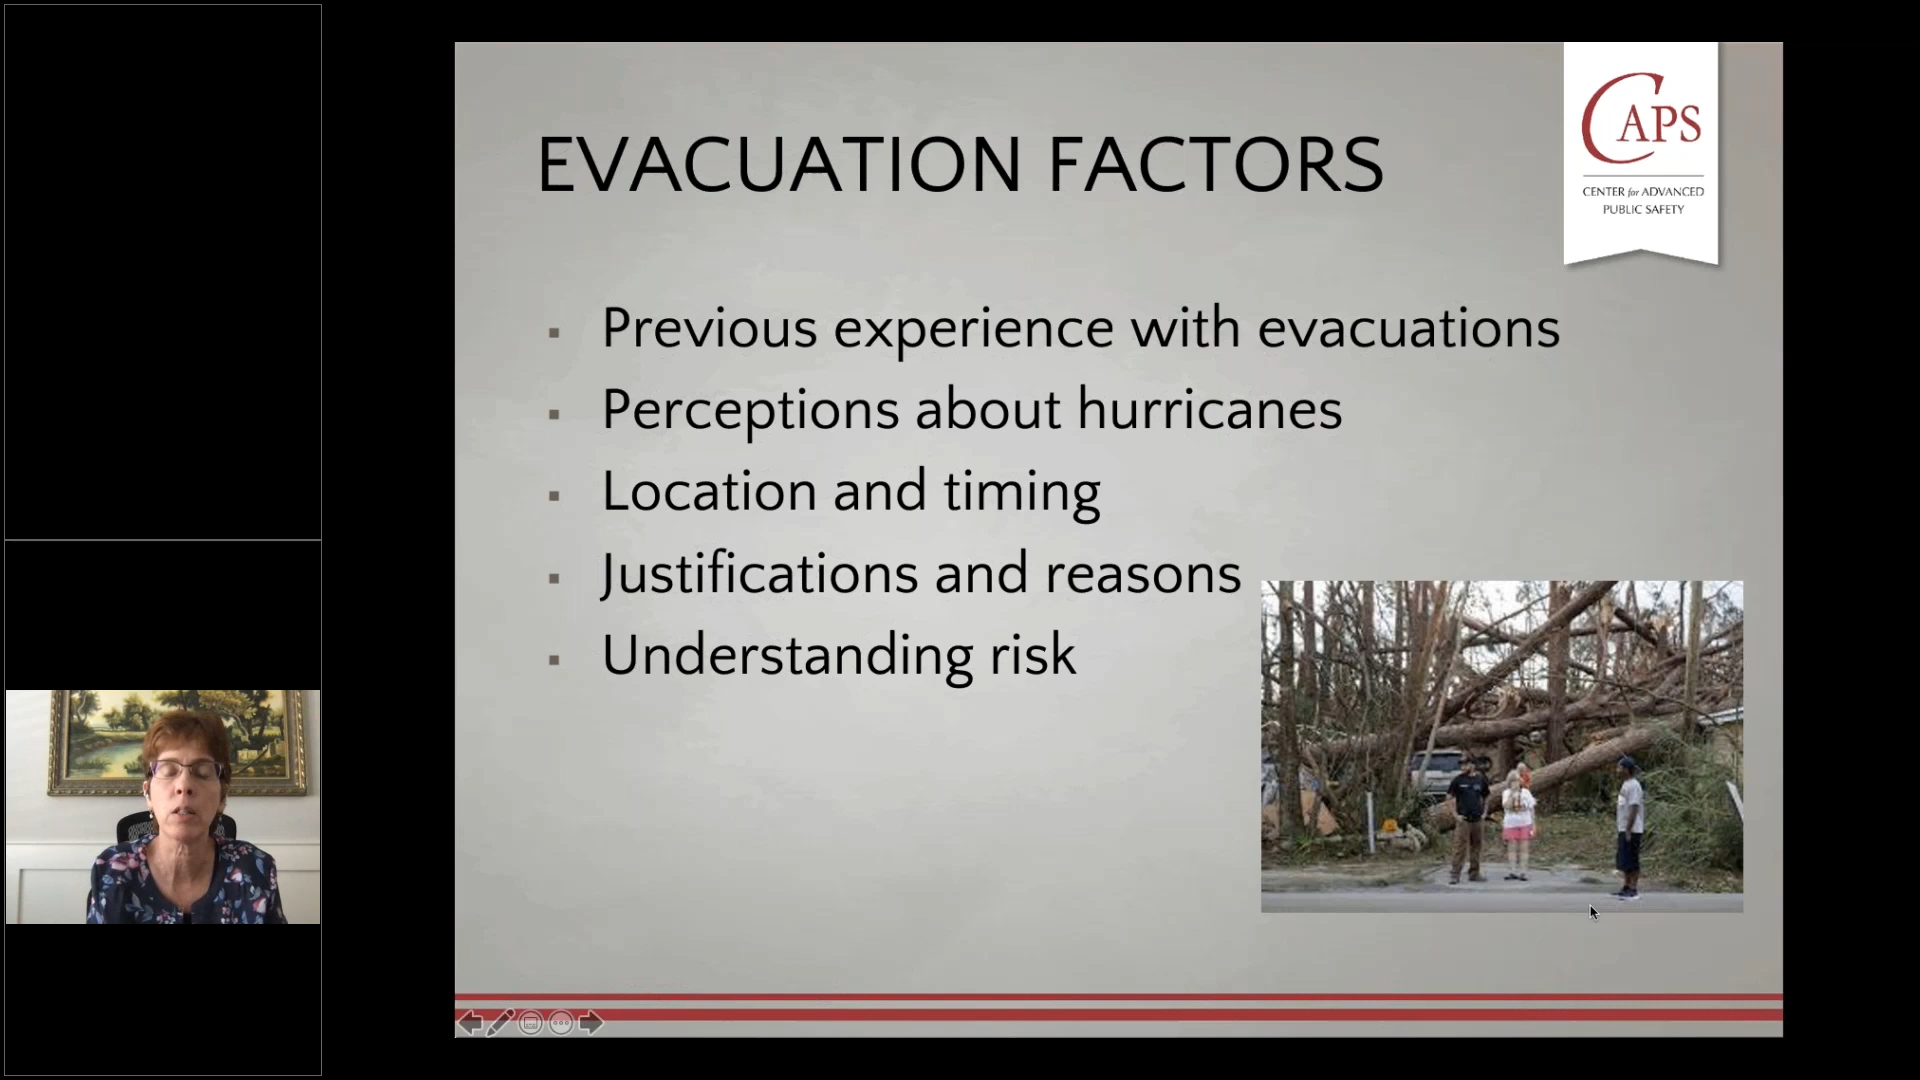 EVACUATION FACTORS
CAPS
CENTER for ADVANCED
PUBLIC SAFETY
▪ Previous experience with evacuations
▪ Perceptions about hurricanes
▪ Location and timing
▪ Justifications and reasons
▪ Understanding risk